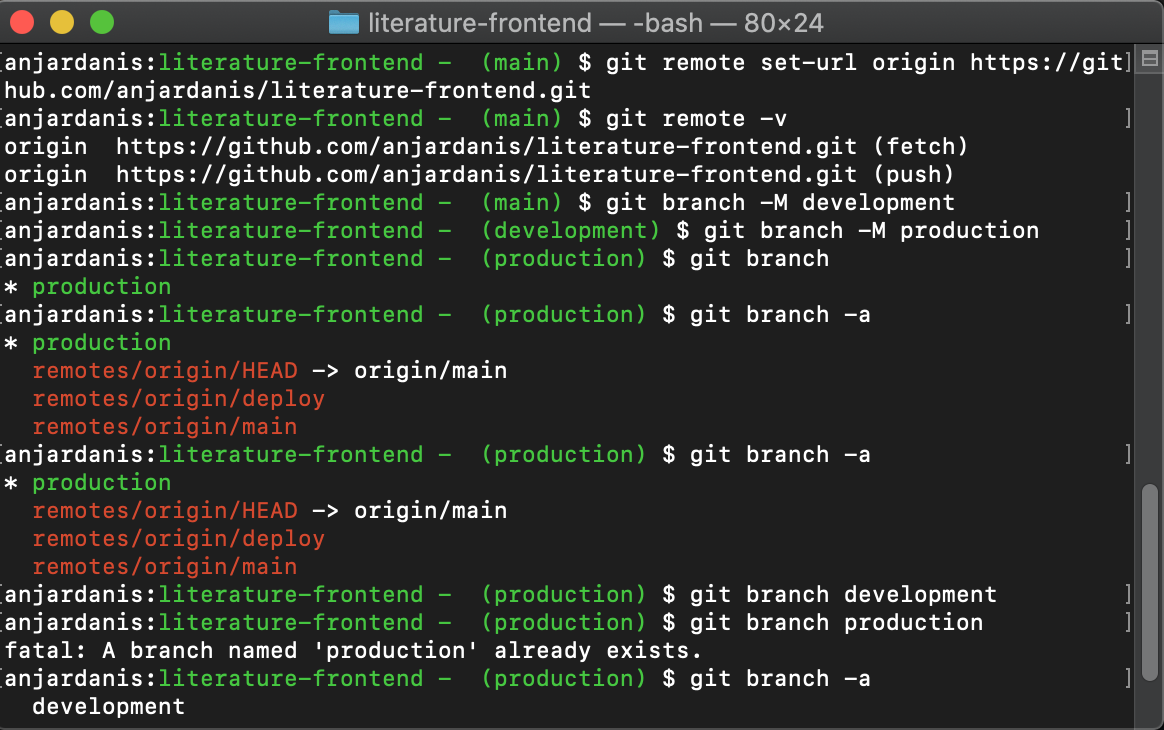 literature-frontend — -bash — 80×24
[anjardanis:literature-frontend -  (main) $ git remote set-url origin https://git]
hub.com/anjardanis/literature-frontend.git
[anjardanis:literature-frontend -  (main) $ git remote -v ]
origin  https://github.com/anjardanis/literature-frontend.git (fetch)
origin  https://github.com/anjardanis/literature-frontend.git (push)
[anjardanis:literature-frontend -  (main) $ git branch -M development ]
[anjardanis:literature-frontend -  (development) $ git branch -M production ]
[anjardanis:literature-frontend -  (production) $ git branch ]
* production
[anjardanis:literature-frontend -  (production) $ git branch -a ]
* production
  remotes/origin/HEAD -> origin/main
  remotes/origin/deploy
  remotes/origin/main
[anjardanis:literature-frontend -  (production) $ git branch -a ]
* production
  remotes/origin/HEAD -> origin/main
  remotes/origin/deploy
  remotes/origin/main
[anjardanis:literature-frontend -  (production) $ git branch development ]
[anjardanis:literature-frontend -  (production) $ git branch production ]
fatal: A branch named 'production' already exists.
[anjardanis:literature-frontend -  (production) $ git branch -a ]
  development